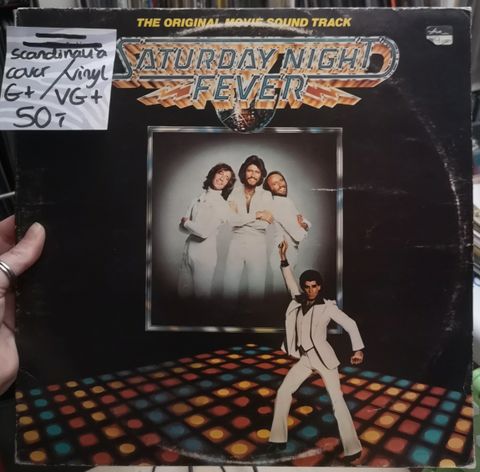 THE ORIGINAL MOVIE SOUND TRACK
SATURDAY NIGHT
FEVER
scandinavia
cover / vinyl
G+ / VG+
50,-